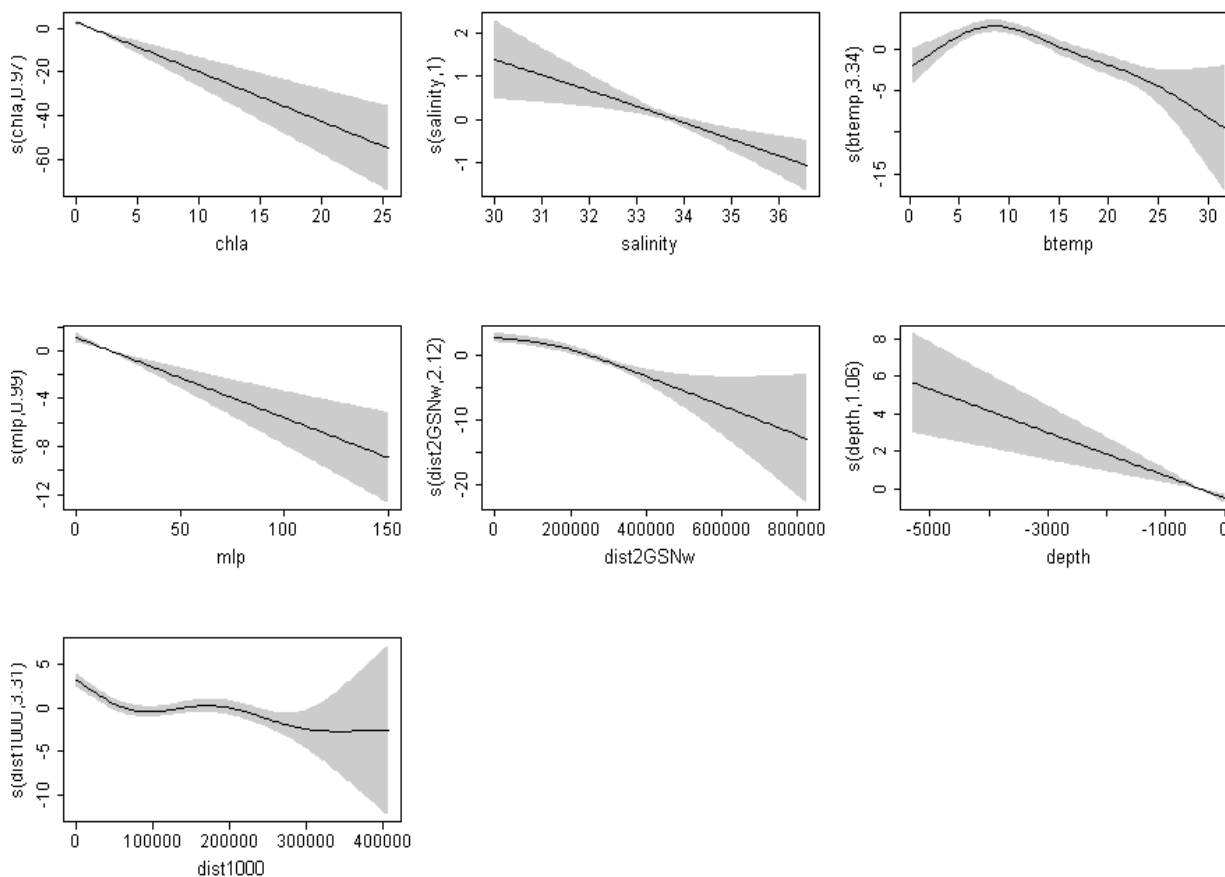 s(chla,0.97)
0
-20
-40
-60
0 5 10 15 20 25
chla
s(salinity,1)
2
1
0
-1
30 31 32 33 34 35 36
salinity
s(btemp,3.34)
0
-5
-15
0 5 10 15 20 25 30
btemp
s(mlp,0.99)
0
-4
-8
-12
0 50 100 150
mlp
s(dist2GSNw,2.12)
0
-10
-20
0 200000 400000 600000 800000
dist2GSNw
s(depth,1.06)
8
6
4
2
0
-5000 -3000 -1000 0
depth
s(dist1000,3.31)
5
0
-5
-10
0 100000 200000 300000 400000
dist1000